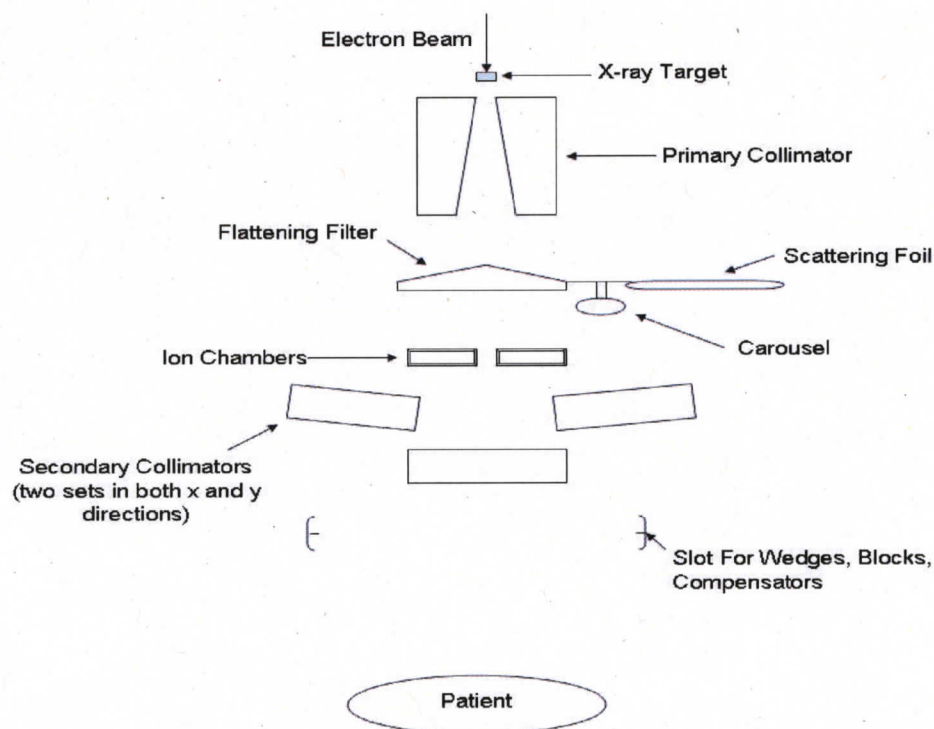 Electron Beam
X-ray Target
Primary Collimator
Flattening Filter
Scattering Foil
Ion Chambers
Carousel
Secondary Collimators
(two sets in both x and y
directions)
Slot For Wedges, Blocks,
Compensators
Patient